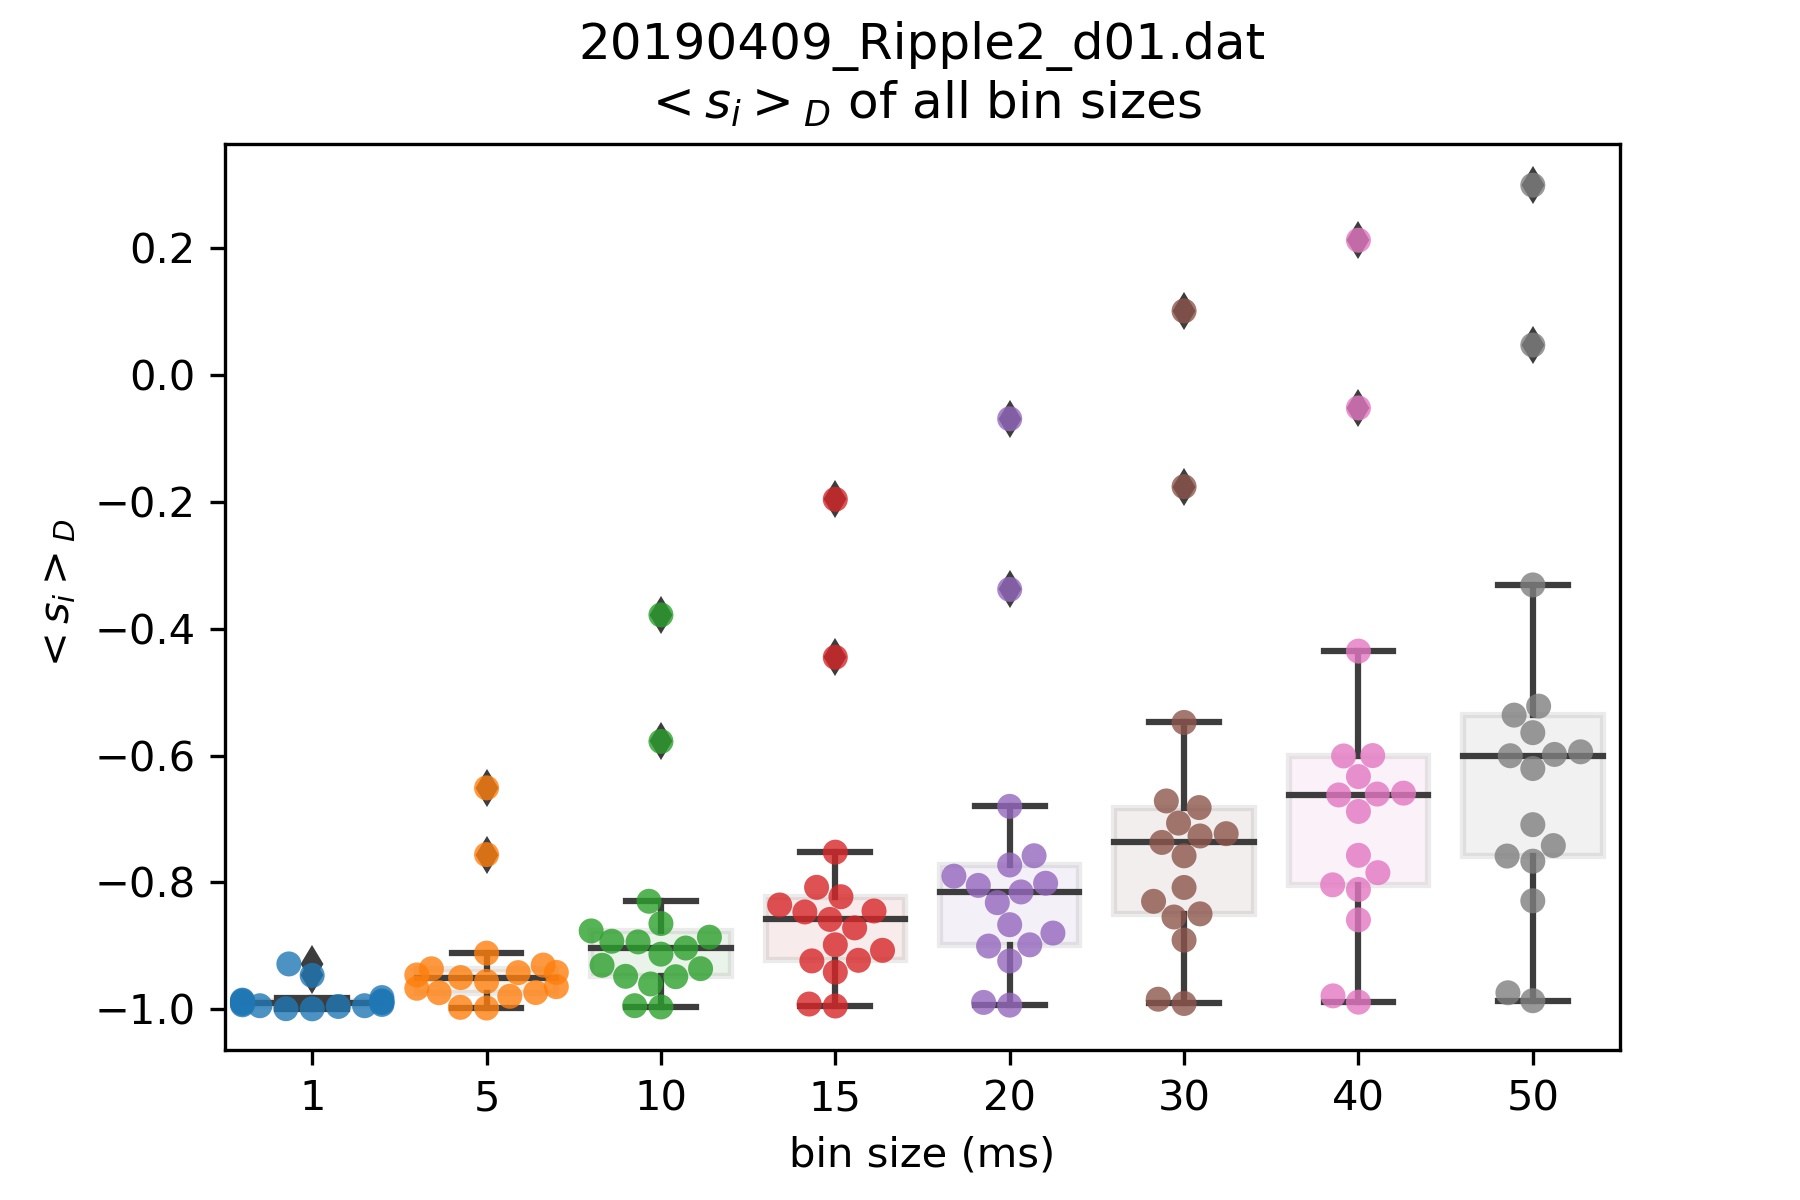 20190409_Ripple2_d01.dat
< s_i >_D of all bin sizes
< s_i >_D
0.2
0.0
−0.2
−0.4
−0.6
−0.8
−1.0
1 5 10 15 20 30 40 50
bin size (ms)